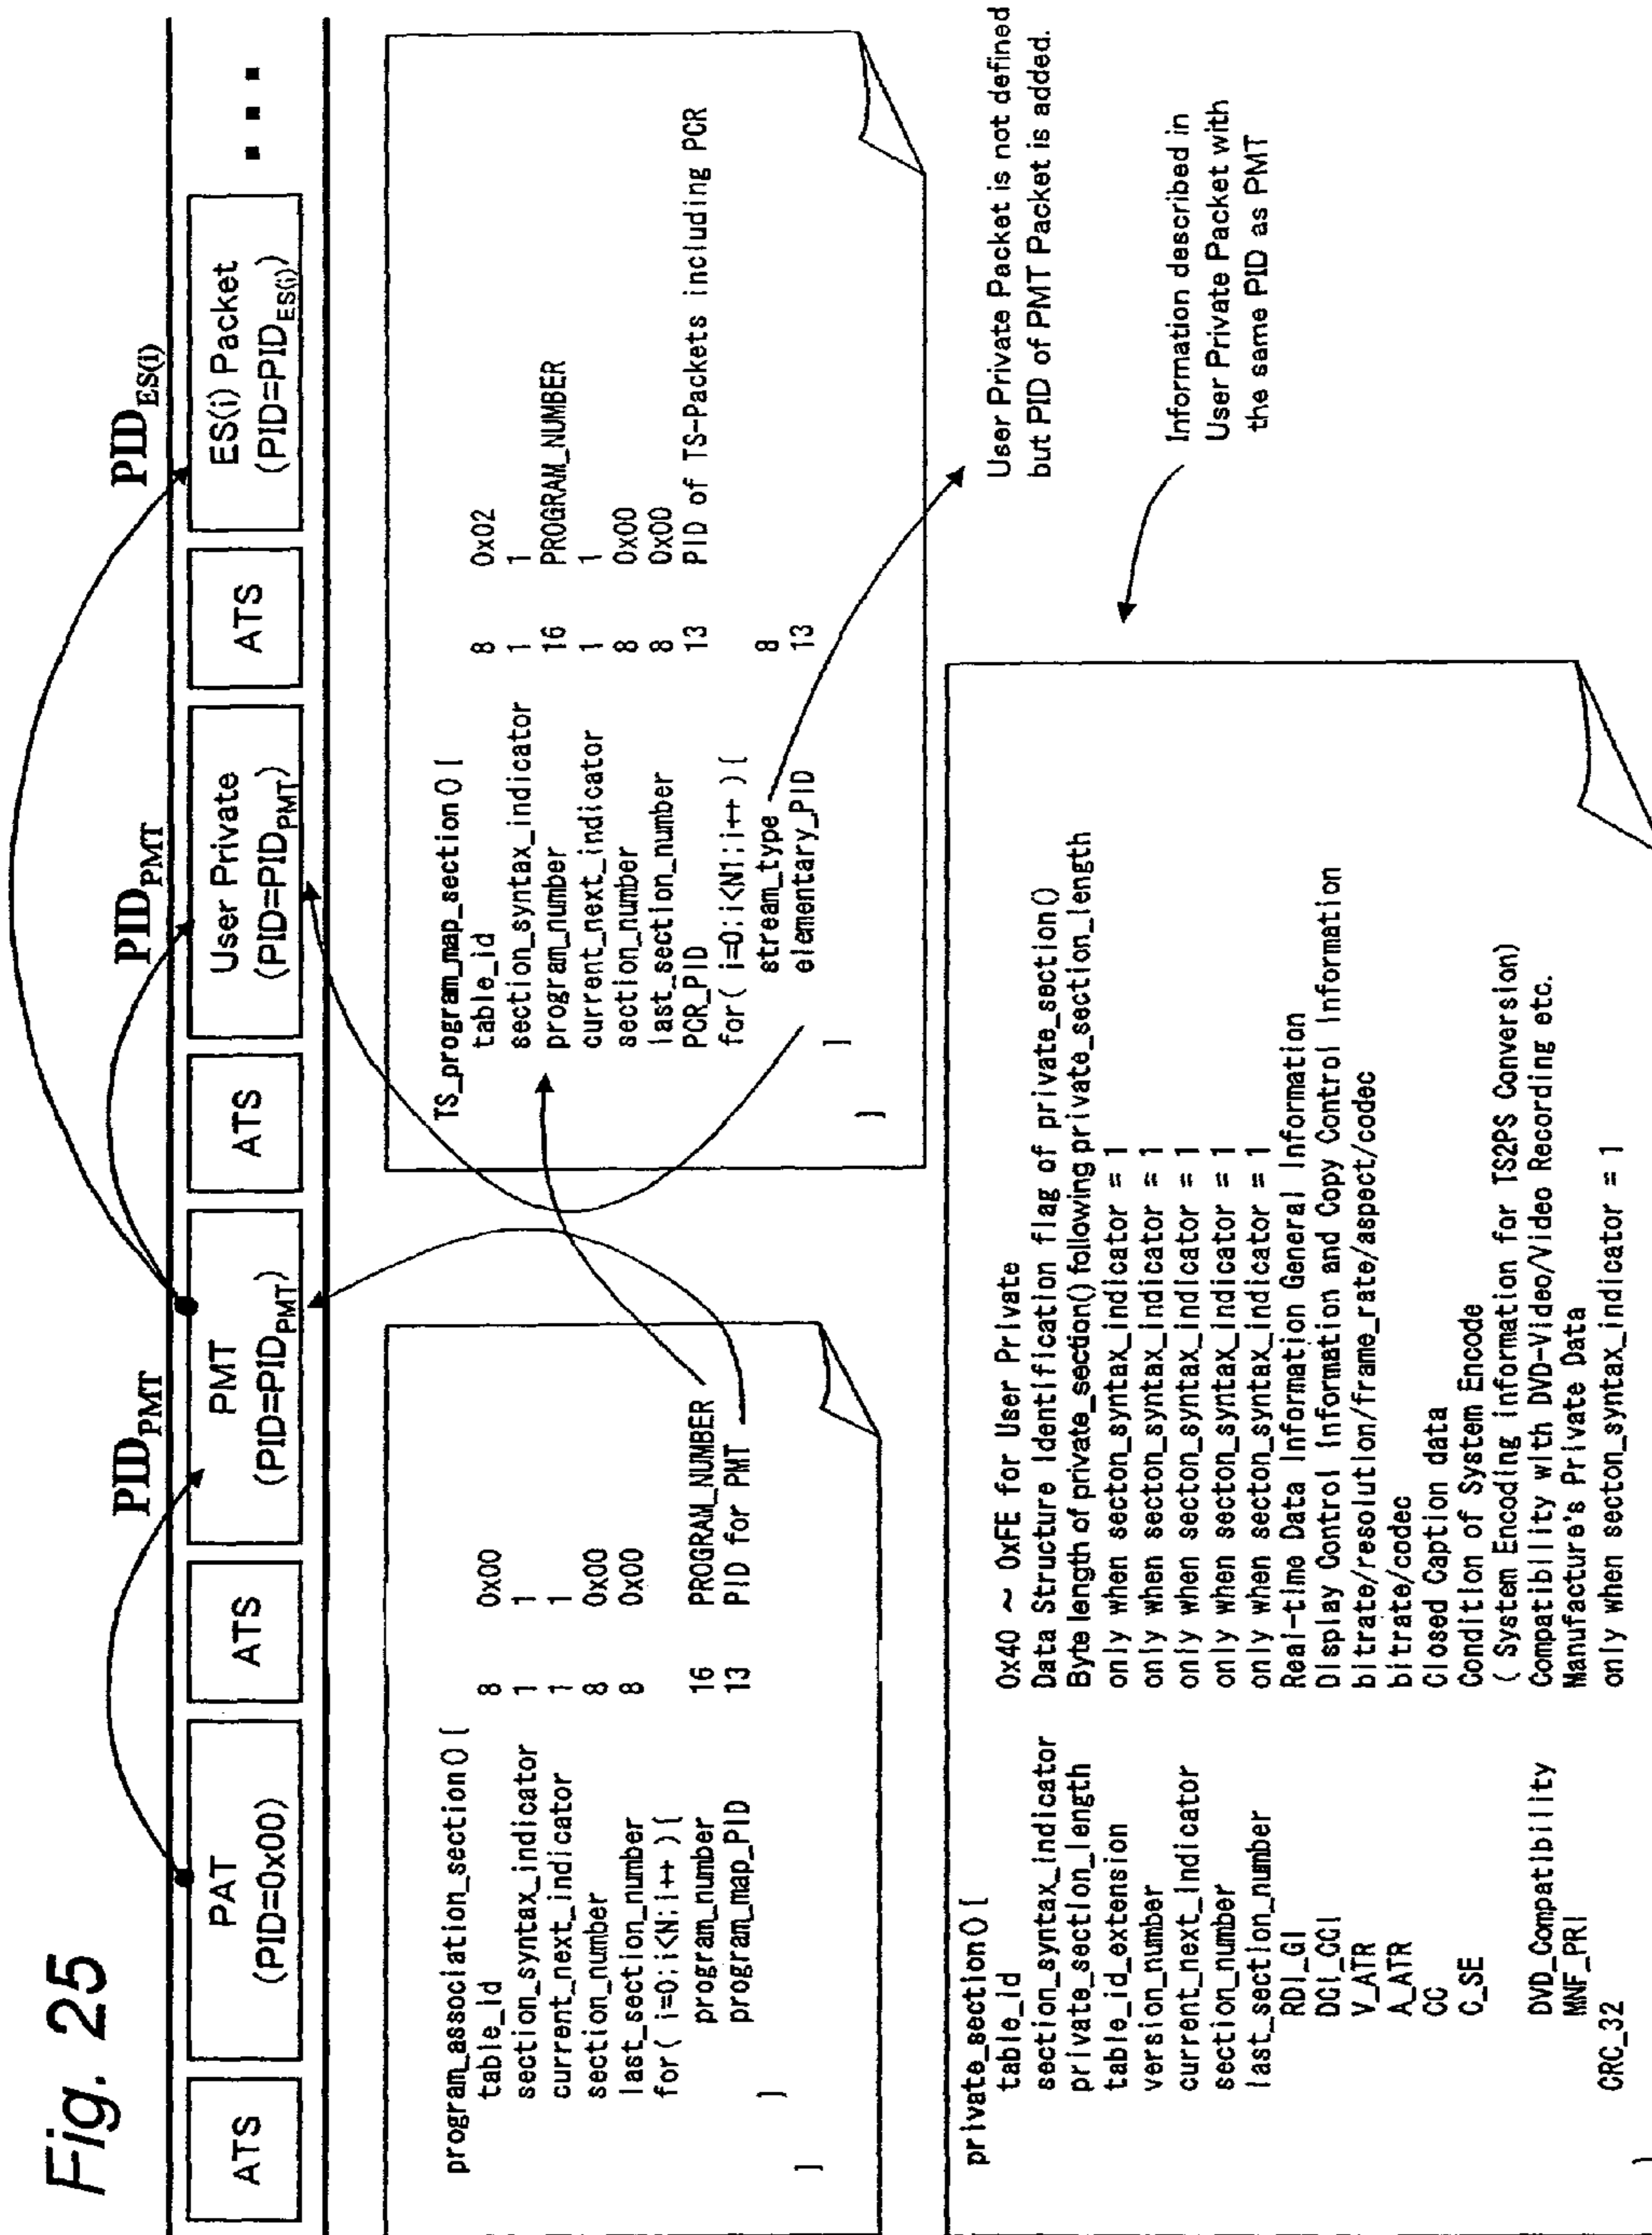 Fig. 25
PID_PMT
PID_PMT
PID_ES(i)
ATS
PAT
(PID=0x00)
ATS
PMT
(PID=PID_PMT)
ATS
User Private
(PID=PID_PMT)
ATS
ES(i) Packet
(PID=PID_ES(i))
▪ ▪ ▪
program_association_section() {
table_id 8 0x00
section_syntax_indicator 1 1
current_next_indicator 1 1
section_number 8 0x00
last_section_number 8 0x00
for( i=0;i<N;i++ ){
program_number 16 PROGRAM_NUMBER
program_map_PID 13 PID for PMT
}
}
TS_program_map_section() {
table_id 8 0x02
section_syntax_indicator 1 1
program_number 16 PROGRAM_NUMBER
current_next_indicator 1 1
section_number 8 0x00
last_section_number 8 0x00
PCR_PID 13 PID of TS-Packets including PCR
for( i=0;i<N1;i++ ){
stream_type 8
elementary_PID 13
}
User Private Packet is not defined
but PID of PMT Packet is added.
private_section() {
table_id 0x40 ~ 0xFE for User Private
section_syntax_indicator Data Structure Identification flag of private_section()
private_section_length Byte length of private_section() following private_section_length
table_id_extension only when secton_syntax_indicator = 1
version_number only when secton_syntax_indicator = 1
current_next_indicator only when secton_syntax_indicator = 1
section_number only when secton_syntax_indicator = 1
last_section_number only when secton_syntax_indicator = 1
RDI_GI Real-time Data Information General Information
DCI_CCI Display Control Information and Copy Control Information
V_ATR bitrate/resolution/frame_rate/aspect/codec
A_ATR bitrate/codec
CC Closed Caption data
C_SE Condition of System Encode
( System Encoding information for TS2PS Conversion)
DVD_Compatibility Compatibility with DVD-Video/Video Recording etc.
MNF_PRI Manufacture's Private Data
CRC_32 only when secton_syntax_indicator = 1
}
Information described in
User Private Packet with
the same PID as PMT